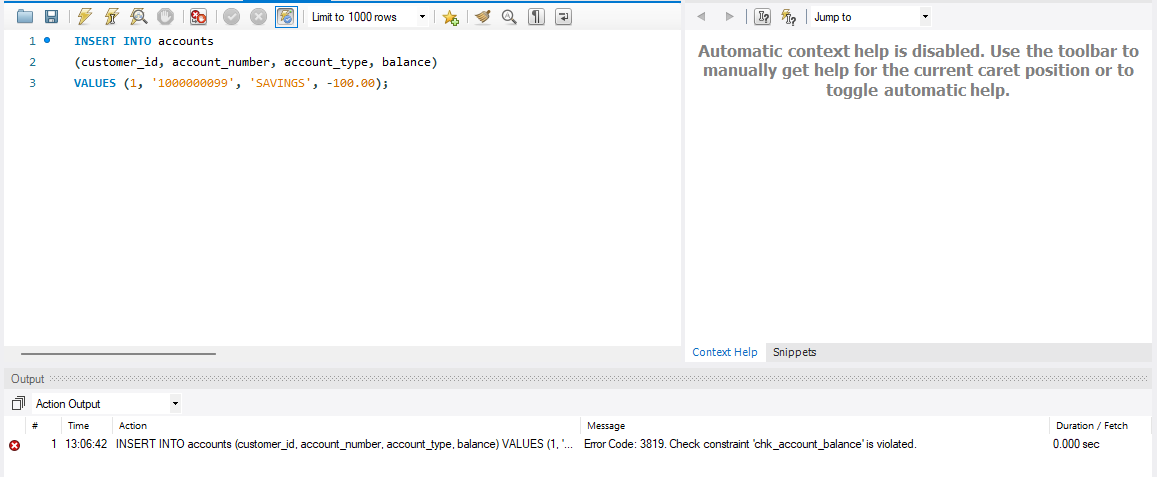 Limit to 1000 rows
Jump to
1 INSERT INTO accounts
2 (customer_id, account_number, account_type, balance)
3 VALUES (1, '1000000099', 'SAVINGS', -100.00);
Automatic context help is disabled. Use the toolbar to
manually get help for the current caret position or to
toggle automatic help.
Context Help Snippets
Output
Action Output
# Time Action Message Duration / Fetch
1 13:06:42 INSERT INTO accounts (customer_id, account_number, account_type, balance) VALUES (1, '... Error Code: 3819. Check constraint 'chk_account_balance' is violated. 0.000 sec